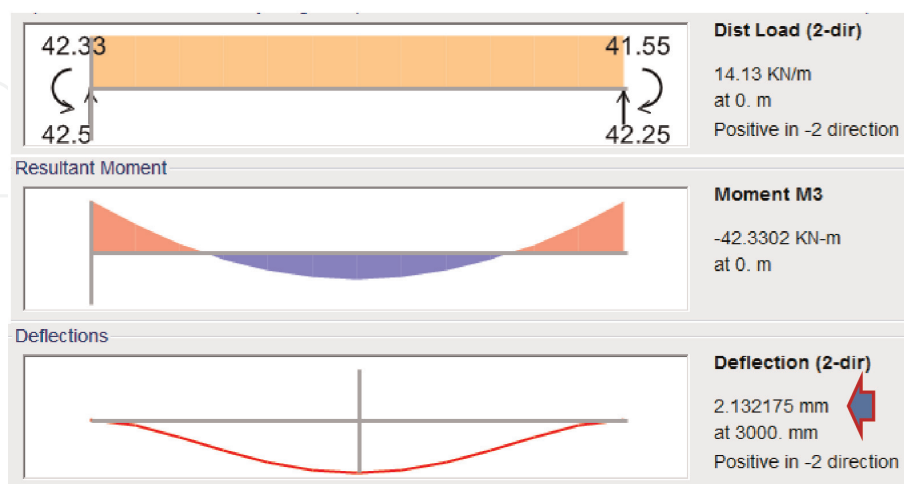 42.33 41.55
42.5 42.25
Dist Load (2-dir)
14.13 KN/m
at 0. m
Positive in -2 direction
Resultant Moment
Moment M3
-42.3302 KN-m
at 0. m
Deflections
Deflection (2-dir)
2.132175 mm
at 3000. mm
Positive in -2 direction